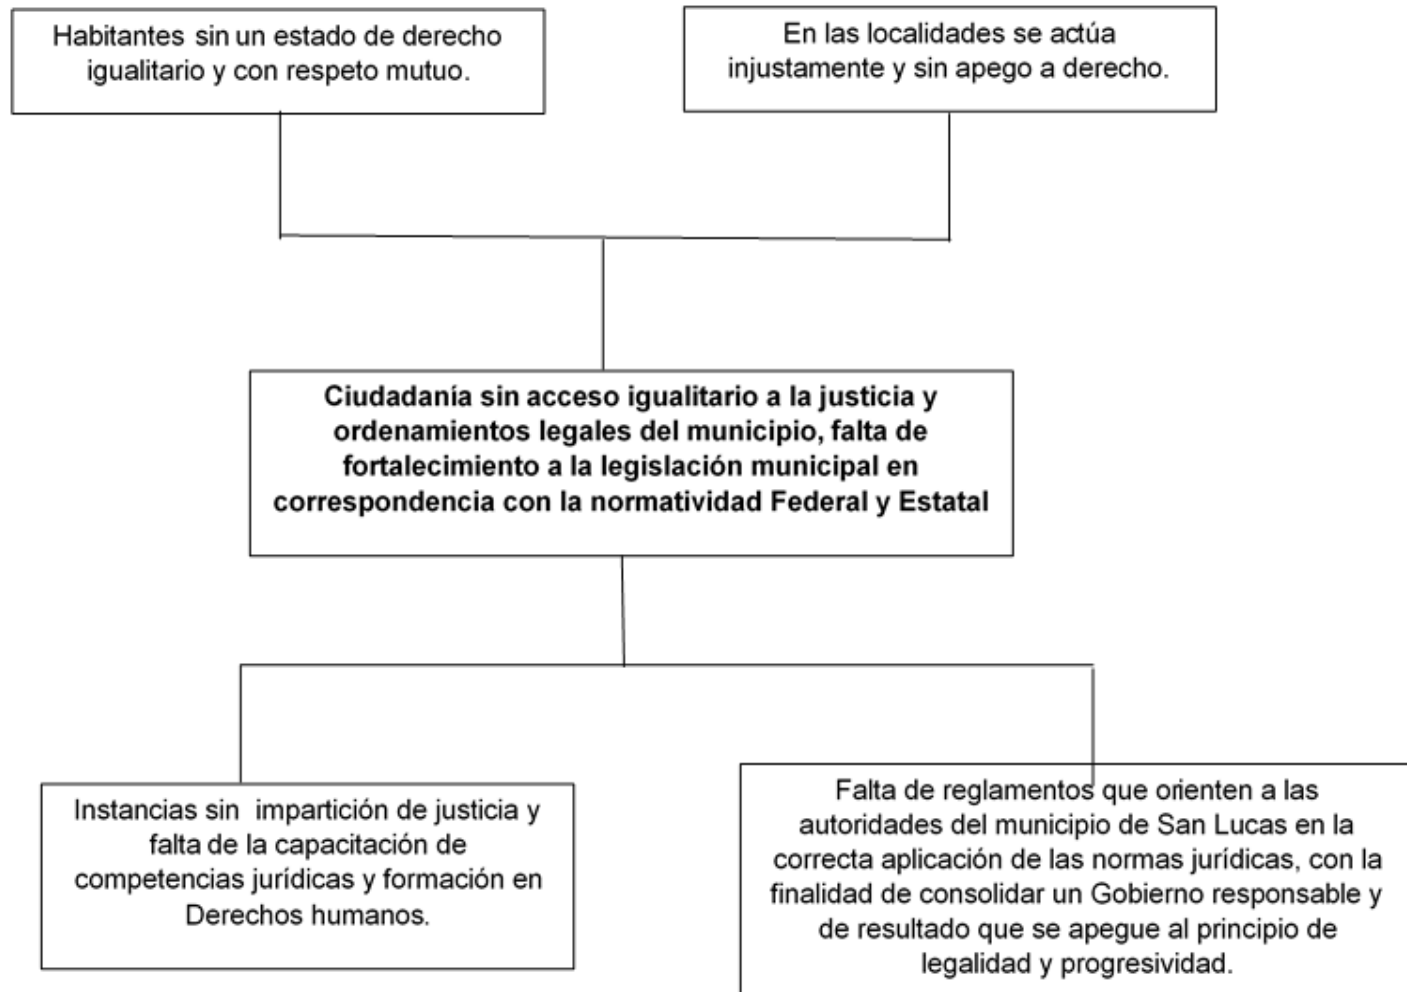 Habitantes sin un estado de derecho
igualitario y con respeto mutuo.
En las localidades se actúa
injustamente y sin apego a derecho.
Ciudadanía sin acceso igualitario a la justicia y
ordenamientos legales del municipio, falta de
fortalecimiento a la legislación municipal en
correspondencia con la normatividad Federal y Estatal
Instancias sin impartición de justicia y
falta de la capacitación de
competencias jurídicas y formación en
Derechos humanos.
Falta de reglamentos que orienten a las
autoridades del municipio de San Lucas en la
correcta aplicación de las normas jurídicas, con la
finalidad de consolidar un Gobierno responsable y
de resultado que se apegue al principio de
legalidad y progresividad.